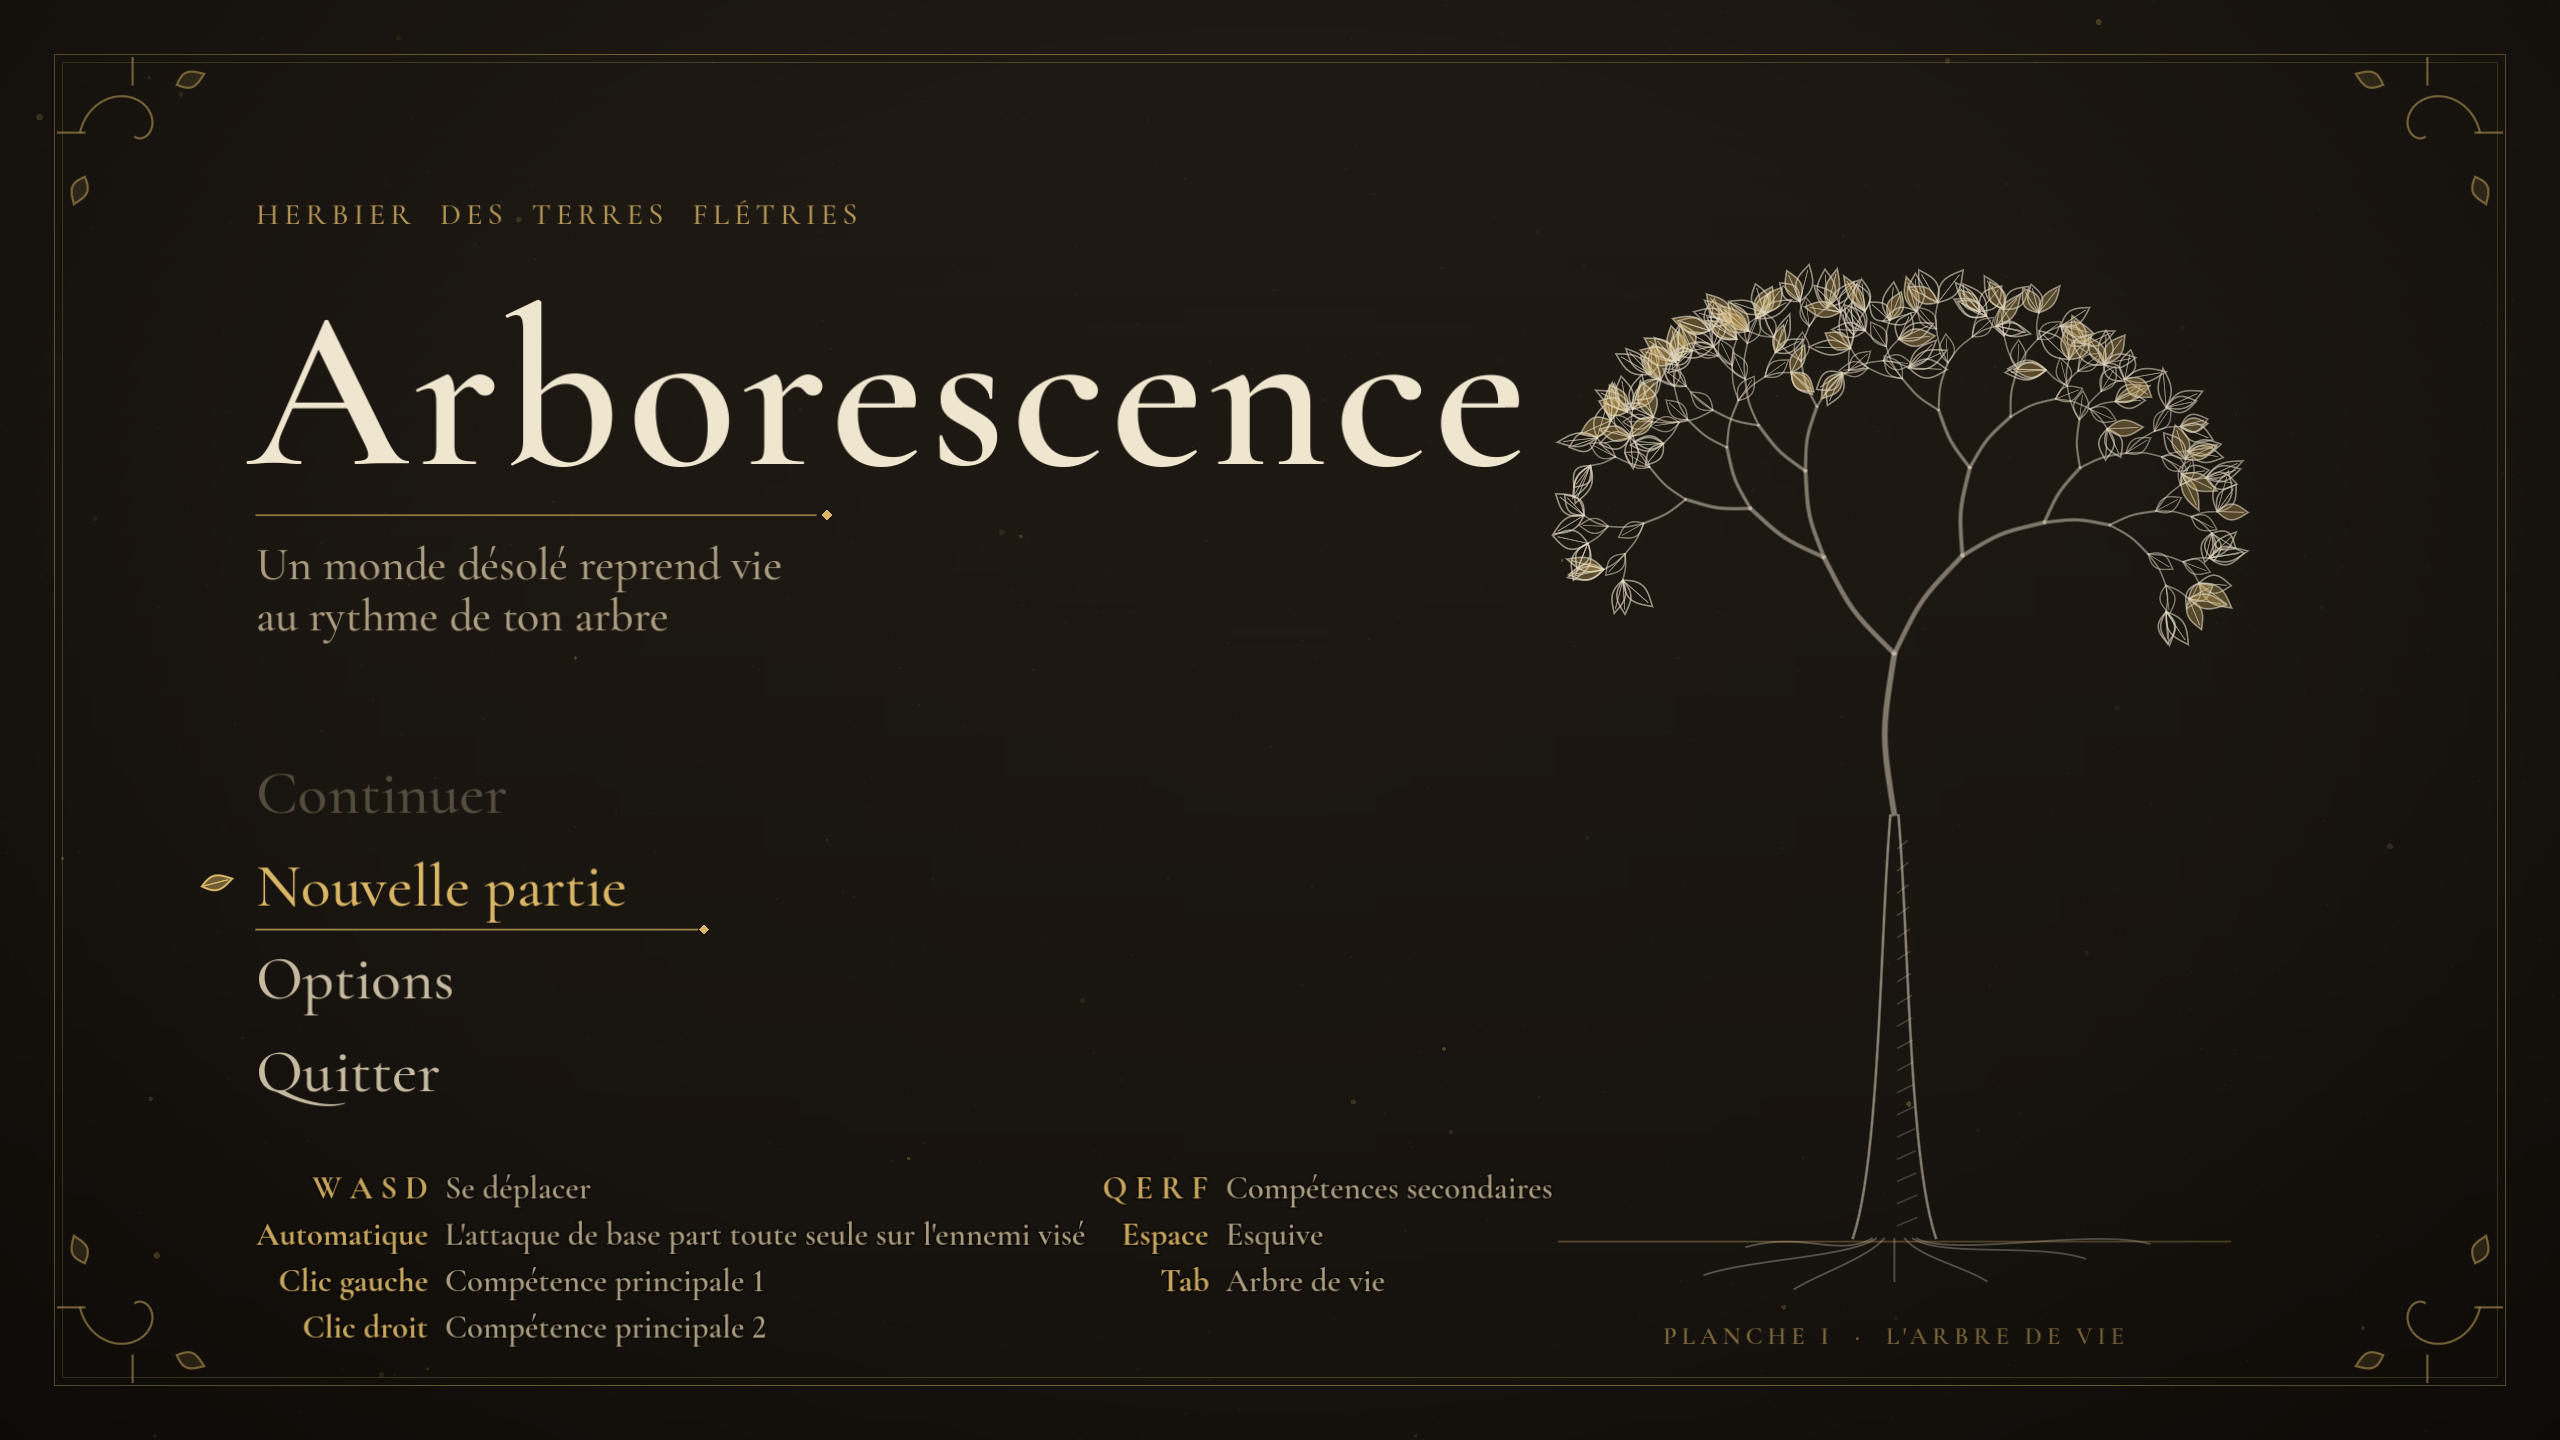 HERBIER DES TERRES FLÉTRIES
Arborescence
Un monde désolé reprend vie
au rythme de ton arbre
Continuer
Nouvelle partie
Options
Quitter
W A S D Se déplacer
Automatique L'attaque de base part toute seule sur l'ennemi visé
Clic gauche Compétence principale 1
Clic droit Compétence principale 2
Q E R F Compétences secondaires
Espace Esquive
Tab Arbre de vie
PLANCHE I · L'ARBRE DE VIE